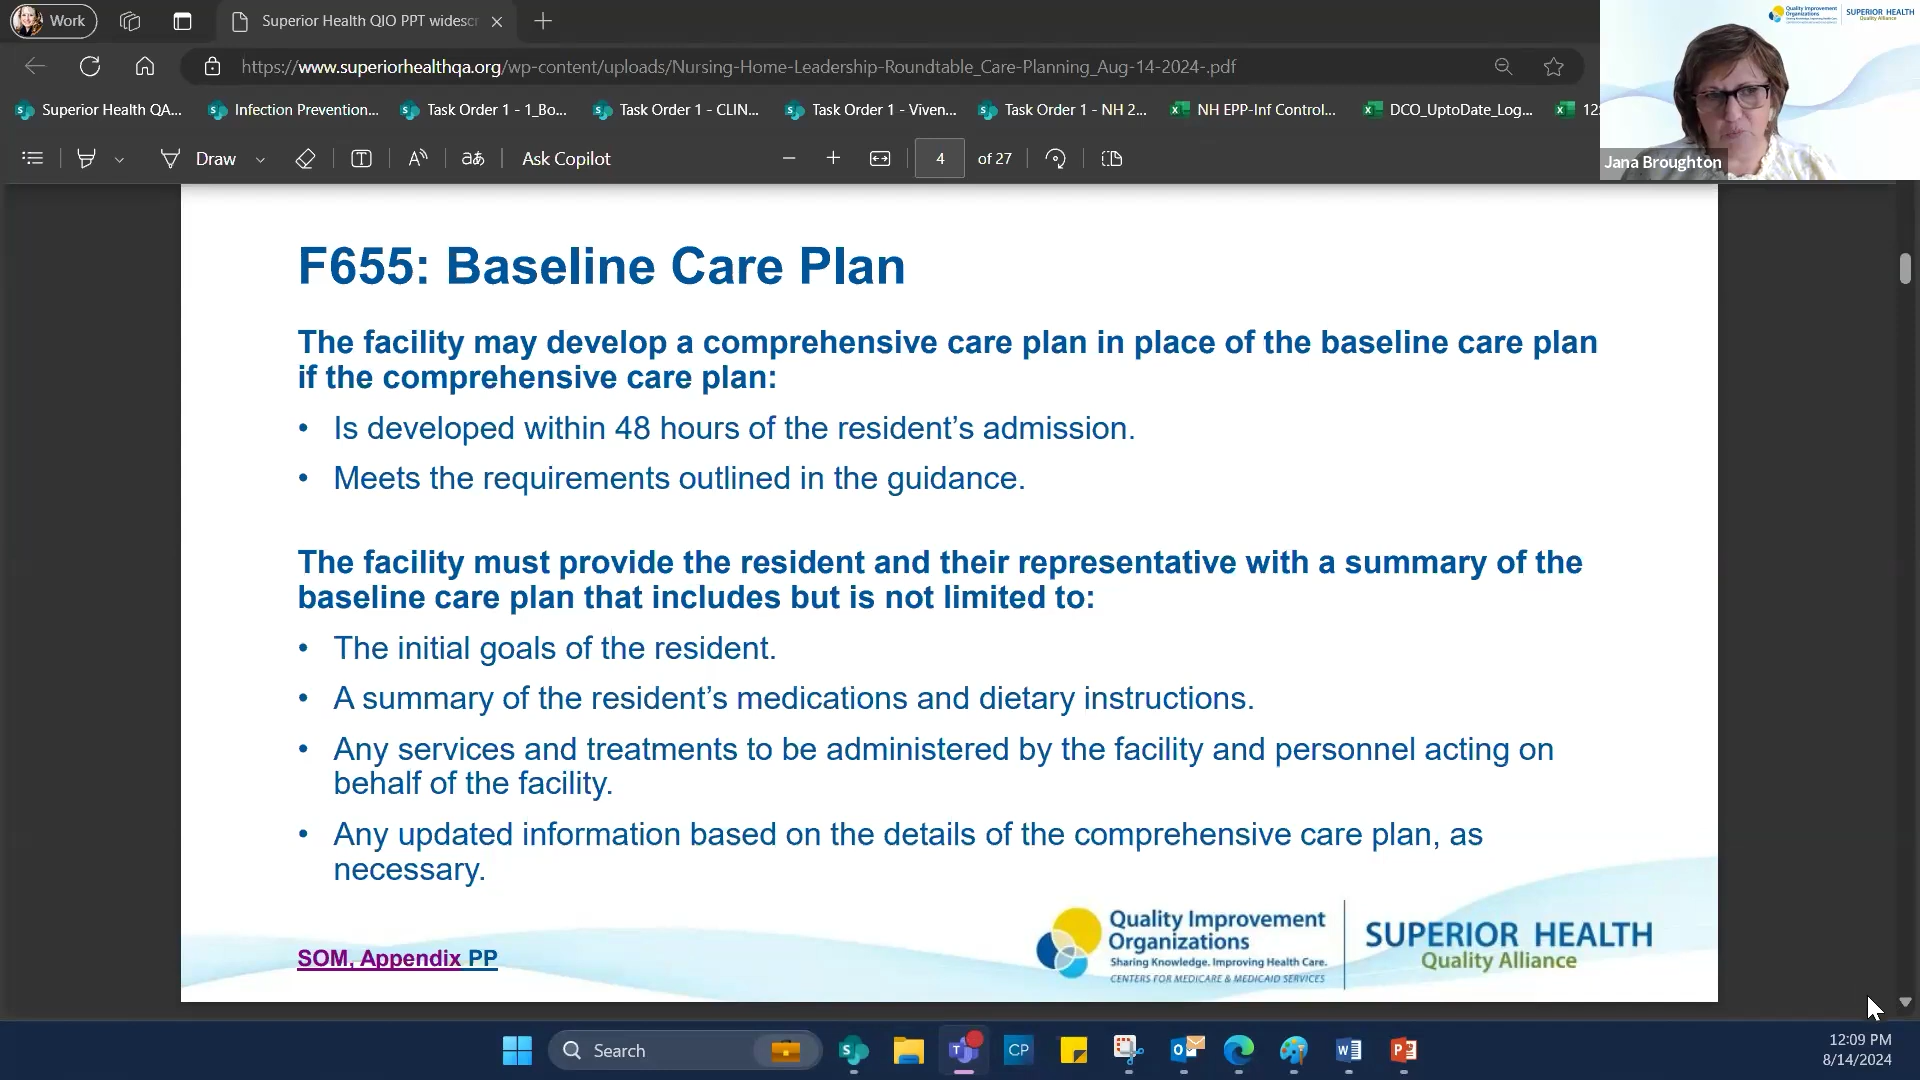 Work
Superior Health QIO PPT widescr
https://www.superiorhealthqa.org/wp-content/uploads/Nursing-Home-Leadership-Roundtable_Care-Planning_Aug-14-2024-.pdf
Superior Health QA...
Infection Prevention...
Task Order 1 - 1_Bo...
Task Order 1 - CLIN...
Task Order 1 - Viven...
Task Order 1 - NH 2...
NH EPP-Inf Control...
DCO_UptoDate_Log...
Draw
Ask Copilot
4 of 27
Quality Improvement
Organizations
SUPERIOR HEALTH
Quality Alliance
Jana Broughton
F655: Baseline Care Plan
The facility may develop a comprehensive care plan in place of the baseline care plan
if the comprehensive care plan:
• Is developed within 48 hours of the resident’s admission.
• Meets the requirements outlined in the guidance.
The facility must provide the resident and their representative with a summary of the
baseline care plan that includes but is not limited to:
• The initial goals of the resident.
• A summary of the resident’s medications and dietary instructions.
• Any services and treatments to be administered by the facility and personnel acting on
behalf of the facility.
• Any updated information based on the details of the comprehensive care plan, as
necessary.
SOM, Appendix PP
Quality Improvement
Organizations
Sharing Knowledge. Improving Health Care.
CENTERS FOR MEDICARE & MEDICAID SERVICES
SUPERIOR HEALTH
Quality Alliance
Search
CP
12:09 PM
8/14/2024